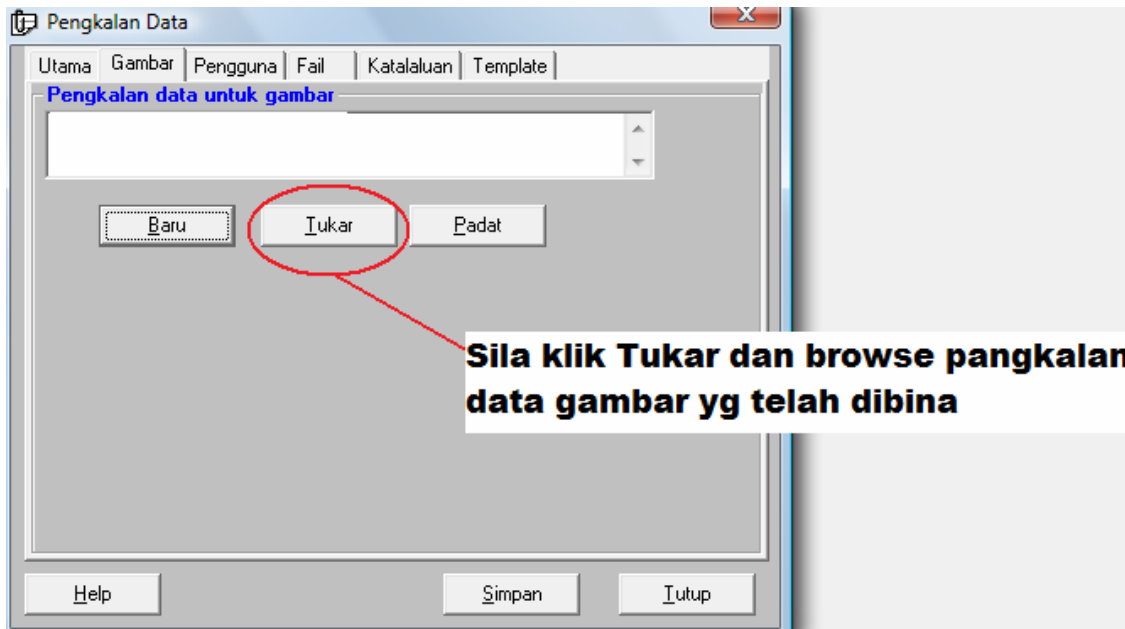 Pengkalan Data
Utama Gambar Pengguna Fail Katalaluan Template
Pengkalan data untuk gambar
Baru Tukar Padat
Sila klik Tukar dan browse pangkalan
data gambar yg telah dibina
Help Simpan Tutup